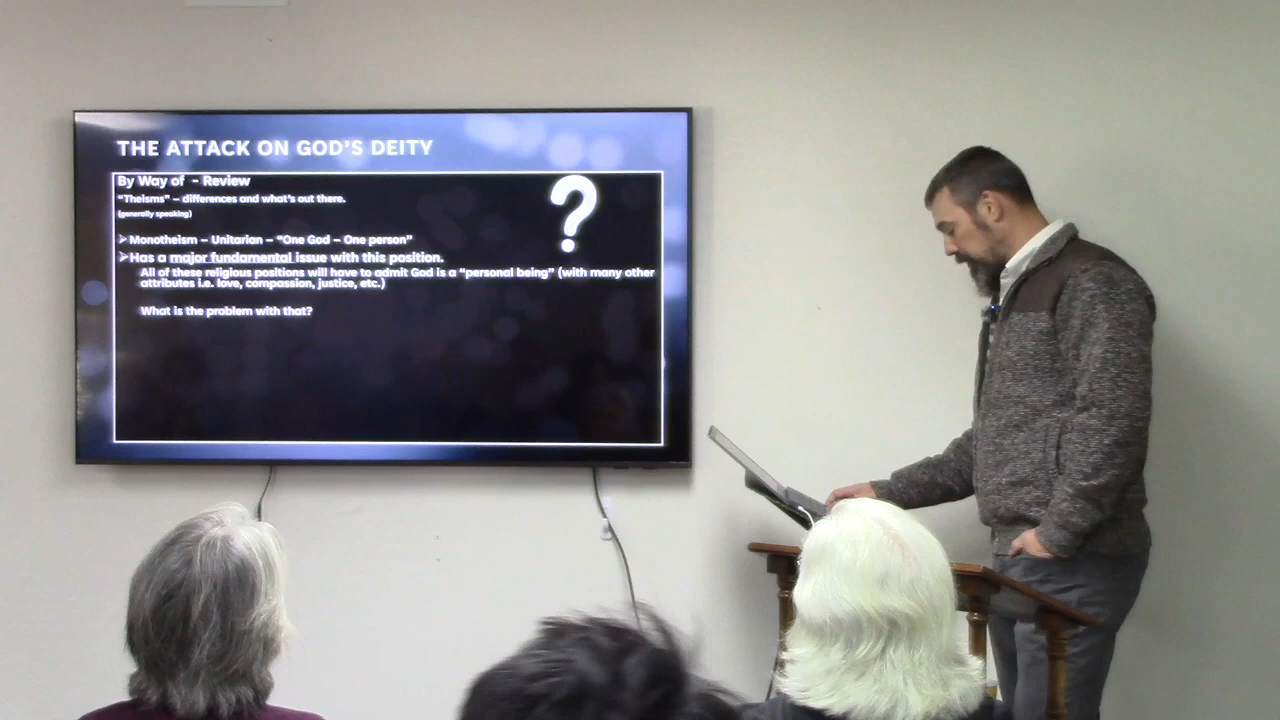 THE ATTACK ON GOD'S DEITY
By Way of - Review
?
"Theisms" – differences and what's out there.
(generally speaking)
➢Monotheism – Unitarian – "One God – One person"
➢Has a major fundamental issue with this position.
All of these religious positions will have to admit God is a "personal being" (with many other
attributes i.e. love, compassion, justice, etc.)
What is the problem with that?